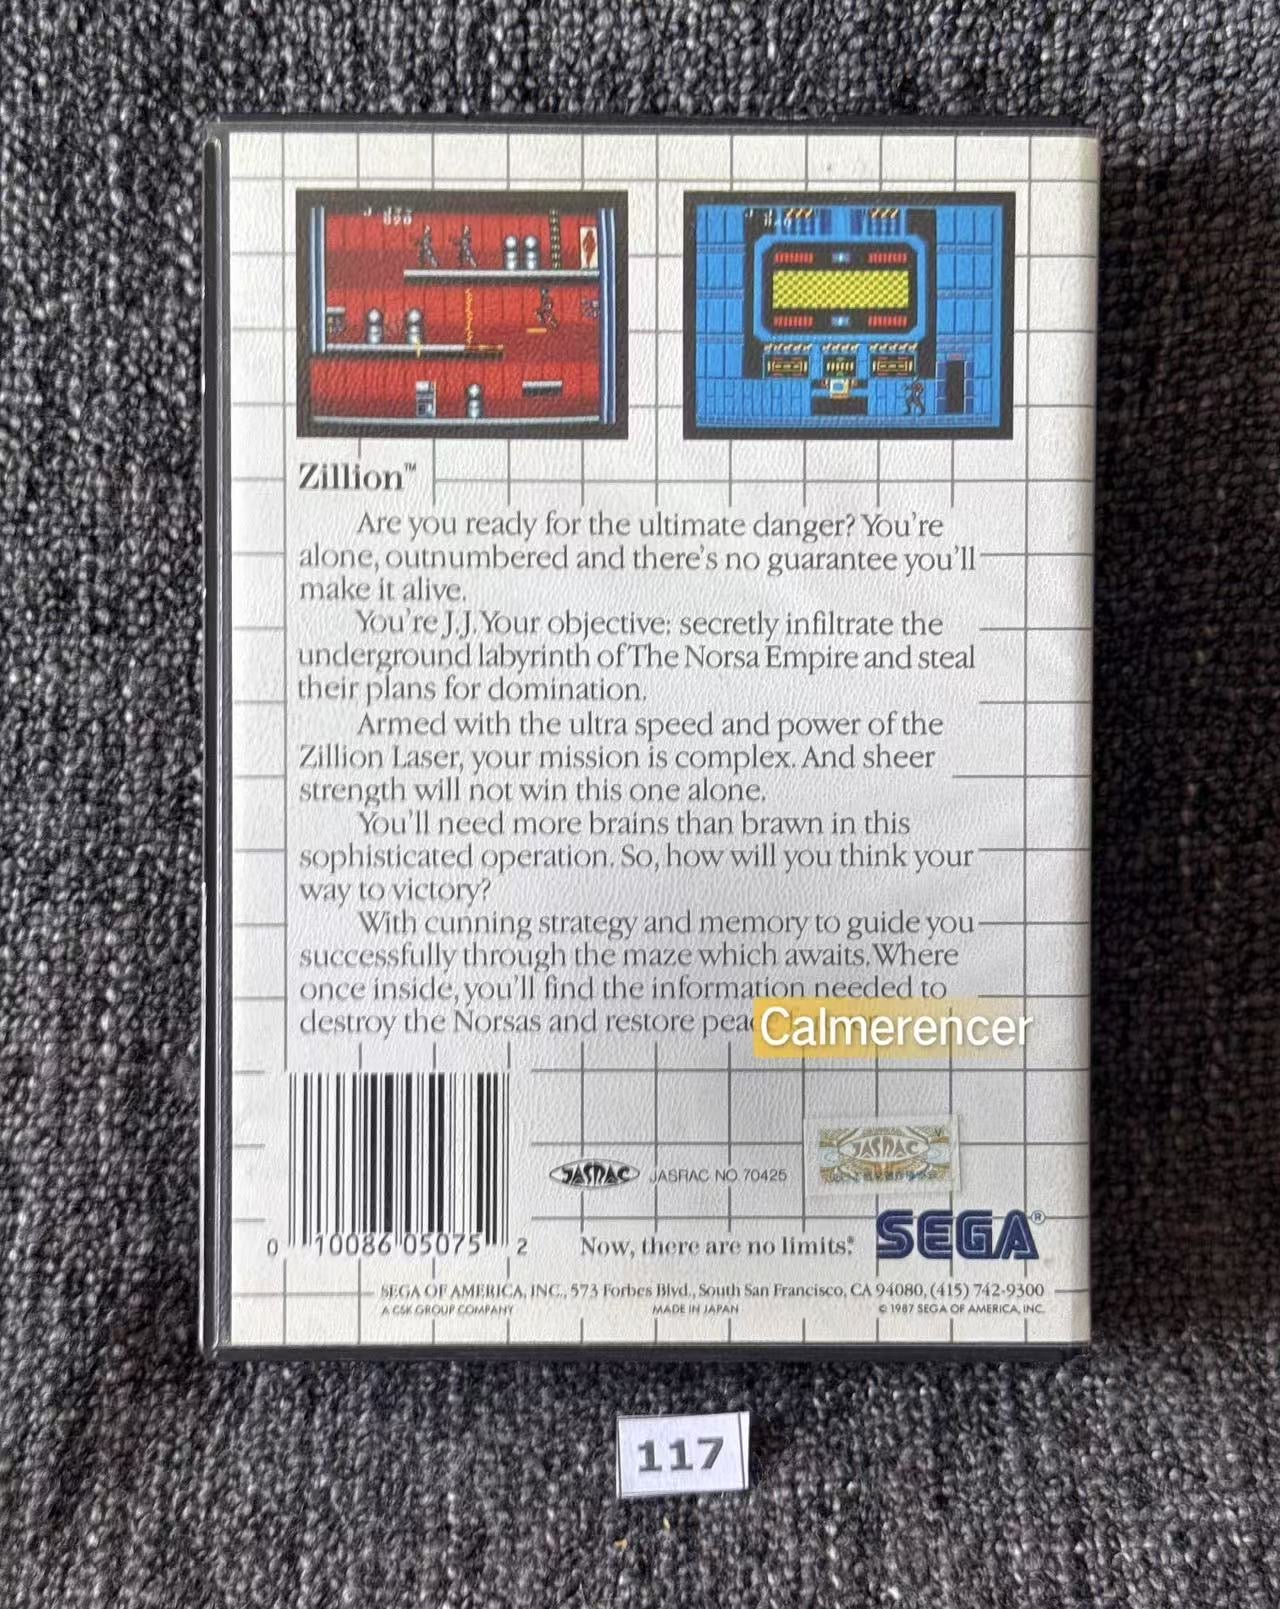 Zillion™
Are you ready for the ultimate danger? You're
alone, outnumbered and there's no guarantee you'll
make it alive.
You're J.J. Your objective: secretly infiltrate the
underground labyrinth of The Norsa Empire and steal
their plans for domination.
Armed with the ultra speed and power of the
Zillion Laser, your mission is complex. And sheer
strength will not win this one alone.
You'll need more brains than brawn in this
sophisticated operation. So, how will you think your
way to victory?
With cunning strategy and memory to guide you
successfully through the maze which awaits. Where
once inside, you'll find the information needed to
destroy the Norsas and restore
Calmerencer
JASRAC JASRAC NO. 70425
JASRAC
0 10086 05075 2
Now, there are no limits.® SEGA®
SEGA OF AMERICA, INC., 573 Forbes Blvd., South San Francisco, CA 94080, (415) 742-9300
A CSK GROUP COMPANY MADE IN JAPAN © 1987 SEGA OF AMERICA, INC.
117